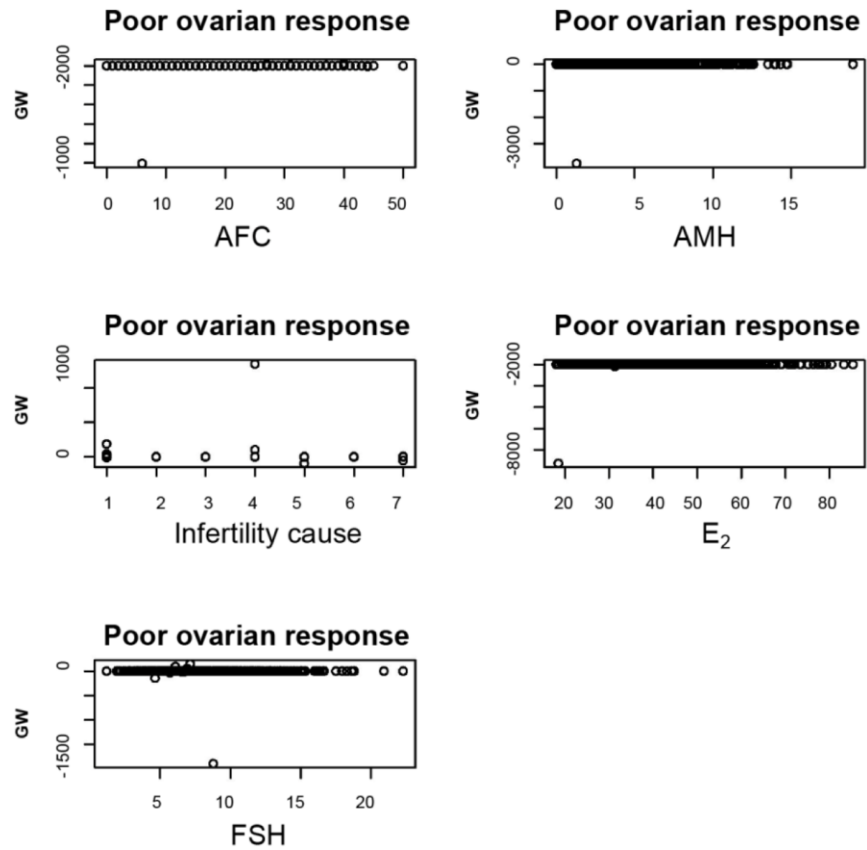 Poor ovarian response
GW
-2000
-1000
0 10 20 30 40 50
AFC
Poor ovarian response
GW
0
-3000
0 5 10 15
AMH
Poor ovarian response
GW
1000
0
1 2 3 4 5 6 7
Infertility cause
Poor ovarian response
GW
-2000
-8000
20 30 40 50 60 70 80
E₂
Poor ovarian response
GW
0
-1500
5 10 15 20
FSH